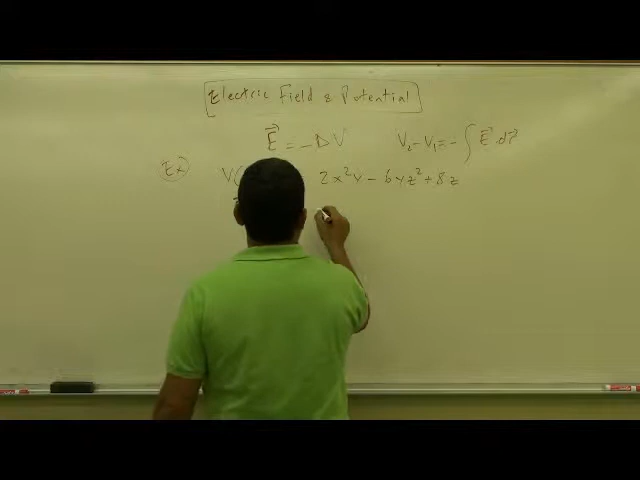 Electric Field & Potential
E⃗ = -∇V    V₂-V₁ = -∫E⃗.dr⃗
Ex)    V(    2x²y - 6yz² + 8z